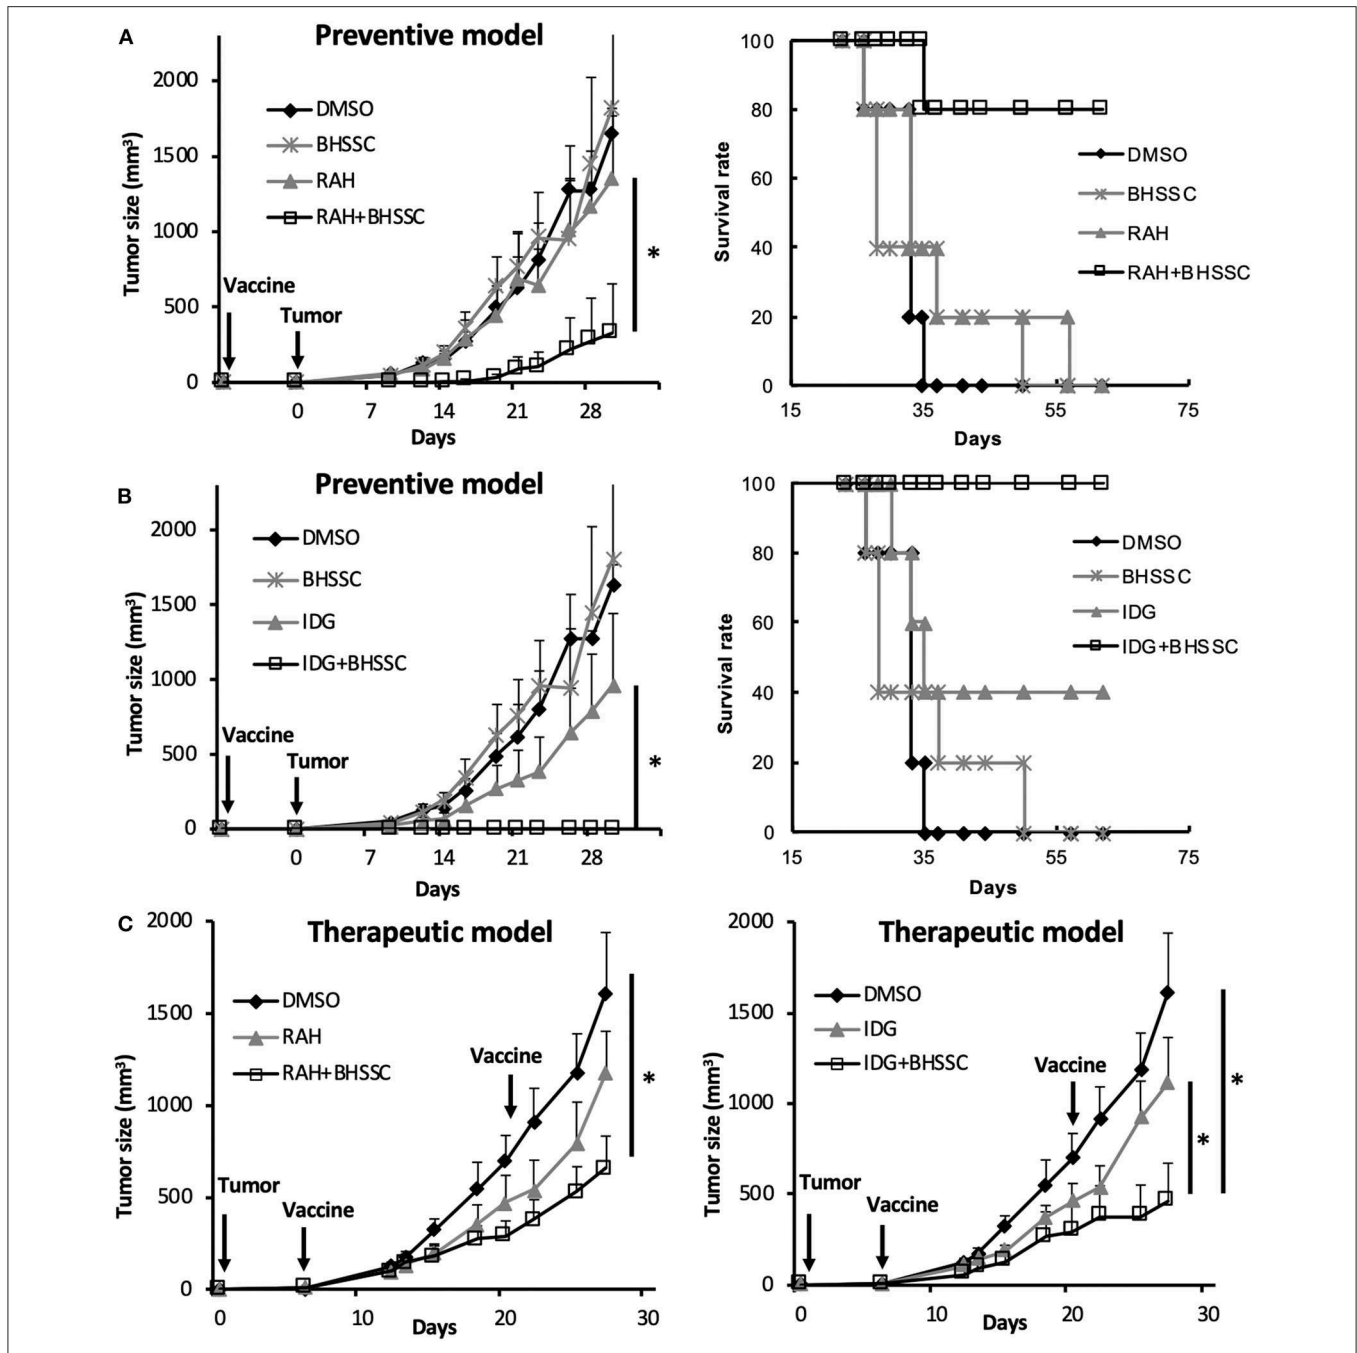 A
Preventive model
Tumor size (mm³)
2000
1500
1000
500
0
DMSO
BHSSC
RAH
RAH+BHSSC
Vaccine
Tumor
*
0 7 14 21 28
Days
Survival rate
100
80
60
40
20
0
DMSO
BHSSC
RAH
RAH+BHSSC
15 35 55 75
Days
B
Preventive model
Tumor size (mm³)
2000
1500
1000
500
0
DMSO
BHSSC
IDG
IDG+BHSSC
Vaccine
Tumor
*
0 7 14 21 28
Days
Survival rate
100
80
60
40
20
0
DMSO
BHSSC
IDG
IDG+BHSSC
15 35 55 75
Days
C
Therapeutic model
Tumor size (mm³)
2000
1500
1000
500
0
DMSO
RAH
RAH+BHSSC
Vaccine
Tumor
Vaccine
*
0 10 20 30
Days
Therapeutic model
Tumor size (mm³)
2000
1500
1000
500
0
DMSO
IDG
IDG+BHSSC
Vaccine
Tumor
Vaccine
*
*
0 10 20 30
Days